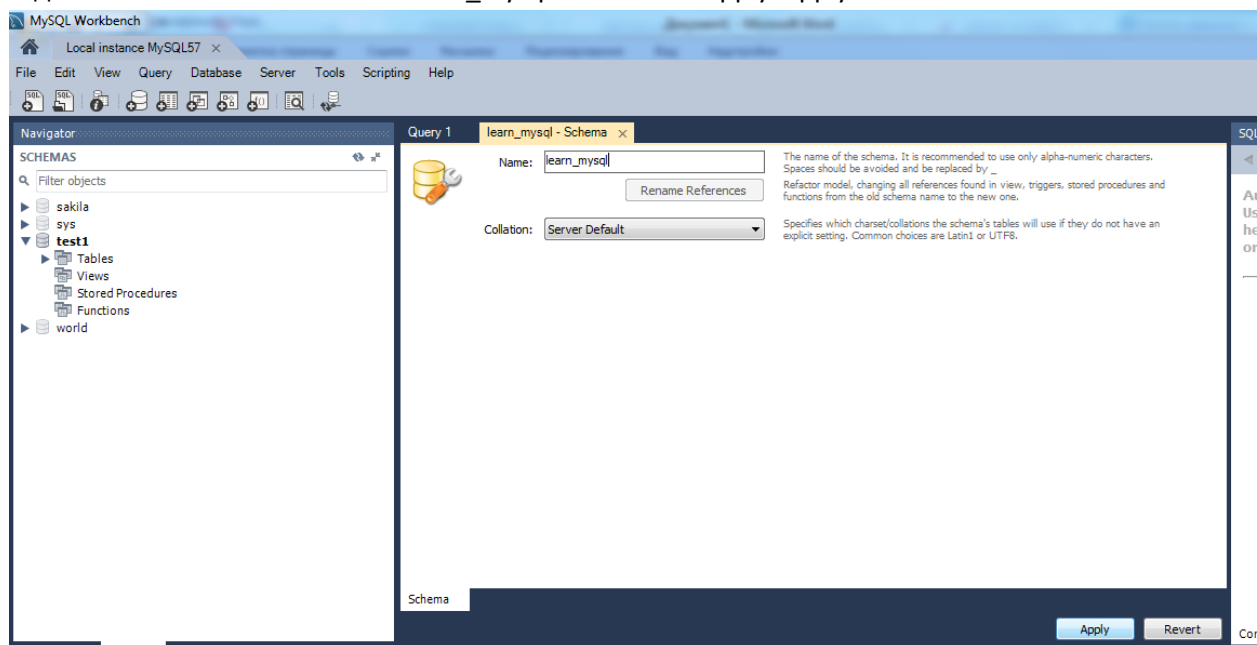 MySQL Workbench
Local instance MySQL57
File Edit View Query Database Server Tools Scripting Help
Navigator
SCHEMAS
Filter objects
sakila
sys
test1
Tables
Views
Stored Procedures
Functions
world
Query 1 learn_mysql - Schema
Name: learn_mysql
The name of the schema. It is recommended to use only alpha-numeric characters.
Spaces should be avoided and be replaced by _
Rename References
Refactor model, changing all references found in view, triggers, stored procedures and
functions from the old schema name to the new one.
Collation: Server Default
Specifies which charset/collations the schema's tables will use if they do not have an
explicit setting. Common choices are Latin1 or UTF8.
Schema
Apply Revert
SQL